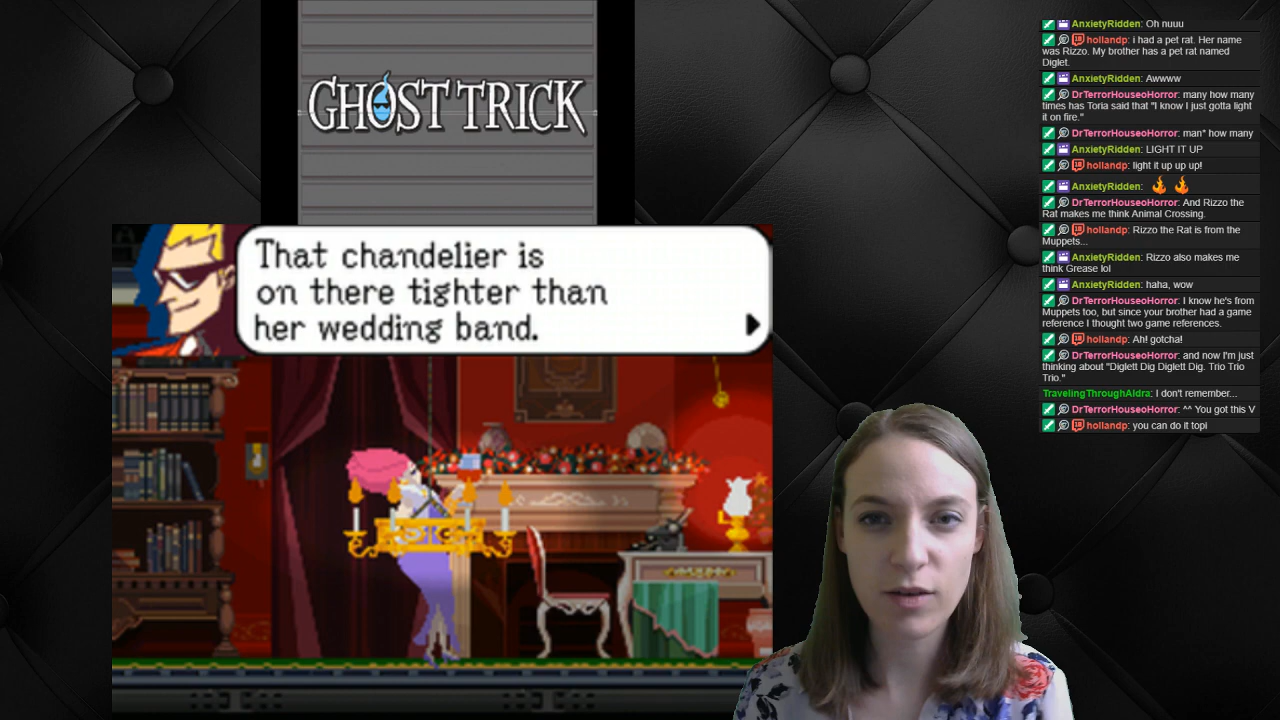 GHOST TRICK
That chandelier is
on there tighter than
her wedding band.
AnxietyRidden: Oh nuuu
hollandp: i had a pet rat. Her name
was Rizzo. My brother has a pet rat named
Diglet.
AnxietyRidden: Awwww
DrTerrorHouseoHorror: many how many
times has Toria said that "I know I just gotta light
it on fire."
DrTerrorHouseoHorror: man* how many
AnxietyRidden: LIGHT IT UP
hollandp: light it up up up!
AnxietyRidden:
DrTerrorHouseoHorror: And Rizzo the
Rat makes me think Animal Crossing.
hollandp: Rizzo the Rat is from the
Muppets...
AnxietyRidden: Rizzo also makes me
think Grease lol
AnxietyRidden: haha, wow
DrTerrorHouseoHorror: I know he's from
Muppets too, but since your brother had a game
reference I thought two game references.
hollandp: Ah! gotcha!
DrTerrorHouseoHorror: and now I'm just
thinking about "Diglett Dig Diglett Dig. Trio Trio
Trio."
TravelingThroughAldra: I don't remember...
DrTerrorHouseoHorror: ^^ You got this V
hollandp: you can do it topi